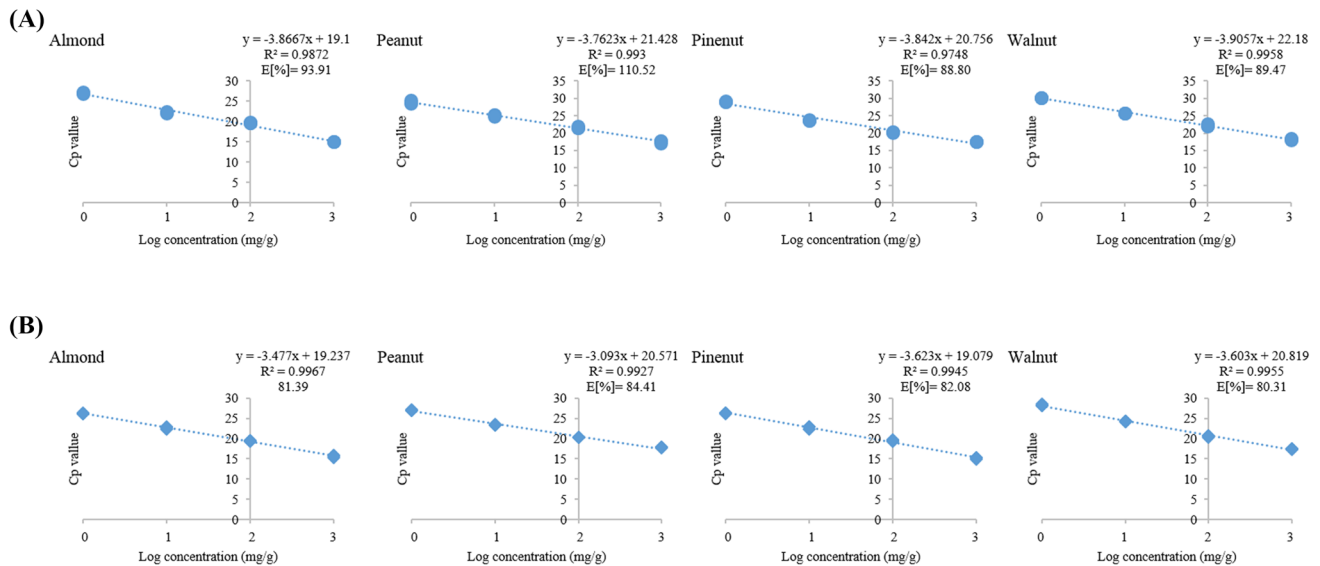 (A)
Almond
y = -3.8667x + 19.1
R² = 0.9872
E[%]= 93.91
30
25
20
15
10
5
0
Cp vallue
0 1 2 3
Log concentration (mg/g)
Peanut
y = -3.7623x + 21.428
R² = 0.993
E[%]= 110.52
35
30
25
20
15
10
5
0
Cp vallue
0 1 2 3
Log concentration (mg/g)
Pinenut
y = -3.842x + 20.756
R² = 0.9748
E[%]= 88.80
35
30
25
20
15
10
5
0
Cp vallue
0 1 2 3
Log concentration (mg/g)
Walnut
y = -3.9057x + 22.18
R² = 0.9958
E[%]= 89.47
35
30
25
20
15
10
5
0
Cp vallue
0 1 2 3
Log concentration (mg/g)
(B)
Almond
y = -3.477x + 19.237
R² = 0.9967
81.39
30
25
20
15
10
5
0
Cp vallue
0 1 2 3
Log concentration (mg/g)
Peanut
y = -3.093x + 20.571
R² = 0.9927
E[%]= 84.41
30
25
20
15
10
5
0
Cp vallue
0 1 2 3
Log concentration (mg/g)
Pinenut
y = -3.623x + 19.079
R² = 0.9945
E[%]= 82.08
30
25
20
15
10
5
0
Cp vallue
0 1 2 3
Log concentration (mg/g)
Walnut
y = -3.603x + 20.819
R² = 0.9955
E[%]= 80.31
30
25
20
15
10
5
0
Cp vallue
0 1 2 3
Log concentration (mg/g)